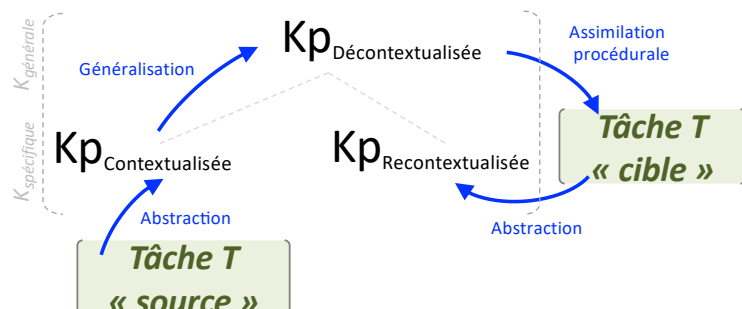 K générale
Généralisation
Kp Décontextualisée
Assimilation
procédurale
K spécifique
Kp Contextualisée
Kp Recontextualisée
Tâche T
« cible »
Abstraction
Abstraction
Tâche T
« source »